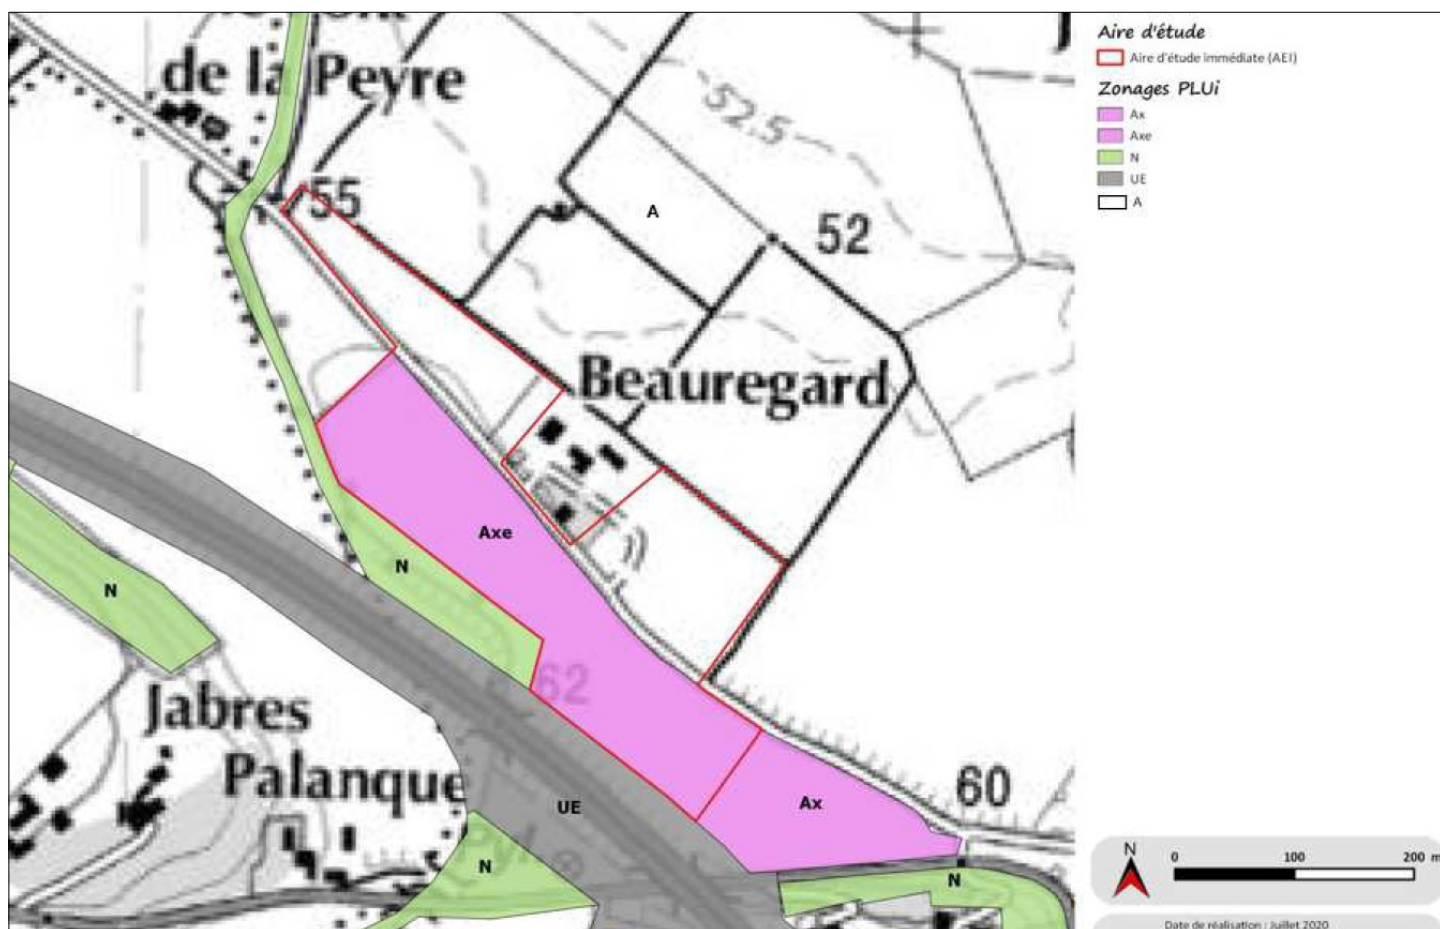 de la Peyre
55
52.5
A
52
Beauregard
Axe
N
N
62
Jabres
Palanque
UE
Ax
60
N
N
Aire d'étude
Aire d'étude immédiate (AEI)
Zonages PLUi
Ax
Axe
N
UE
A
N
0 100 200 m
Date de réalisation : Juillet 2020